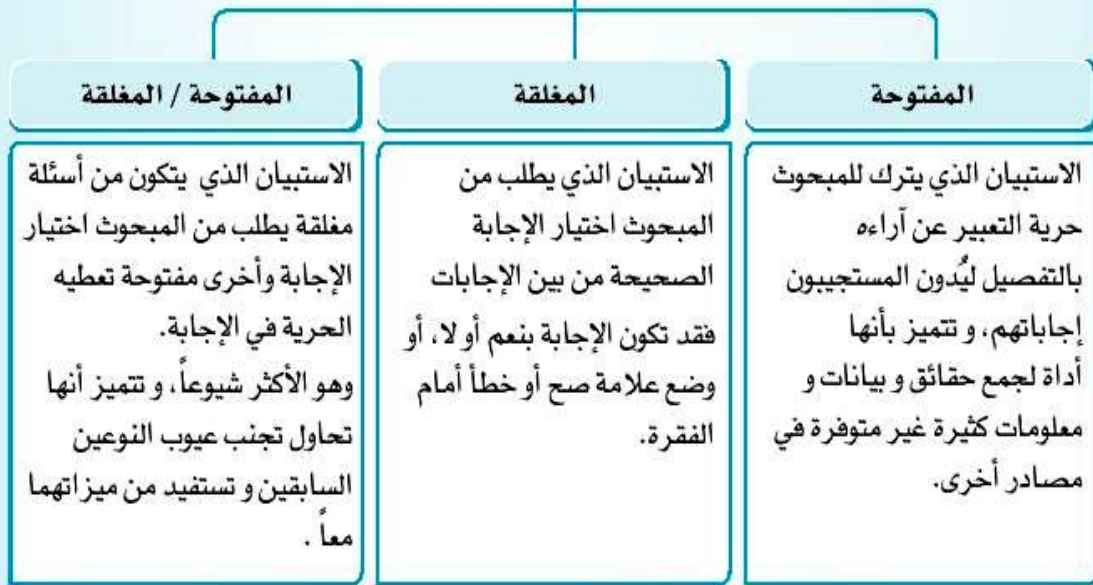 المفتوحة
الاستبيان الذي يترك للمبحوث
حرية التعبير عن آراءه
بالتفصيل ليُدون المستجيبون
إجاباتهم، و تتميز بأنها
أداة لجمع حقائق و بيانات و
معلومات كثيرة غير متوفرة في
مصادر أخرى.
المغلقة
الاستبيان الذي يطلب من
المبحوث اختيار الإجابة
الصحيحة من بين الإجابات
فقد تكون الإجابة بنعم أو لا، أو
وضع علامة صح أو خطأ أمام
الفقرة.
المفتوحة / المغلقة
الاستبيان الذي يتكون من أسئلة
مغلقة يطلب من المبحوث اختيار
الإجابة وأخرى مفتوحة تعطيه
الحرية في الإجابة.
وهو الأكثر شيوعاً، و تتميز أنها
تحاول تجنب عيوب النوعين
السابقين و تستفيد من ميزاتهما
معاً .